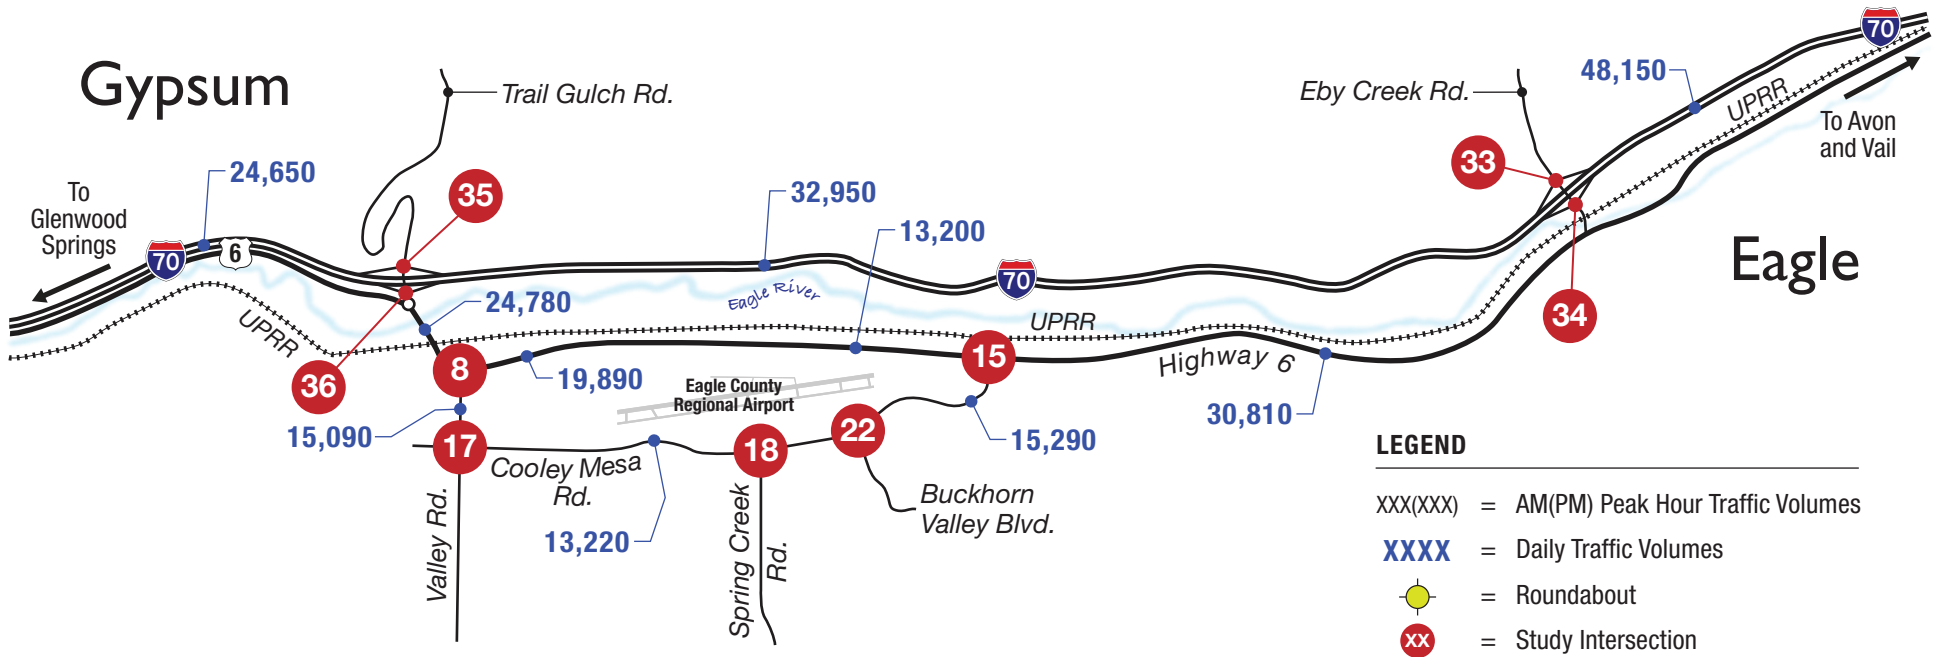 Gypsum
Trail Gulch Rd.
24,650
35
To
Glenwood
Springs
70
6
36
UPRR
24,780
8
19,890
15,090
17
Cooley Mesa
Rd.
Valley Rd.
13,220
32,950
13,200
Eagle River
70
UPRR
Eagle County
Regional Airport
15
18
22
15,290
Spring Creek
Rd.
Buckhorn
Valley Blvd.
Highway 6
30,810
Eby Creek Rd.
48,150
33
34
UPRR
70
To Avon
and Vail
Eagle
LEGEND
XXX(XXX) = AM(PM) Peak Hour Traffic Volumes
XXXX = Daily Traffic Volumes
= Roundabout
XX = Study Intersection